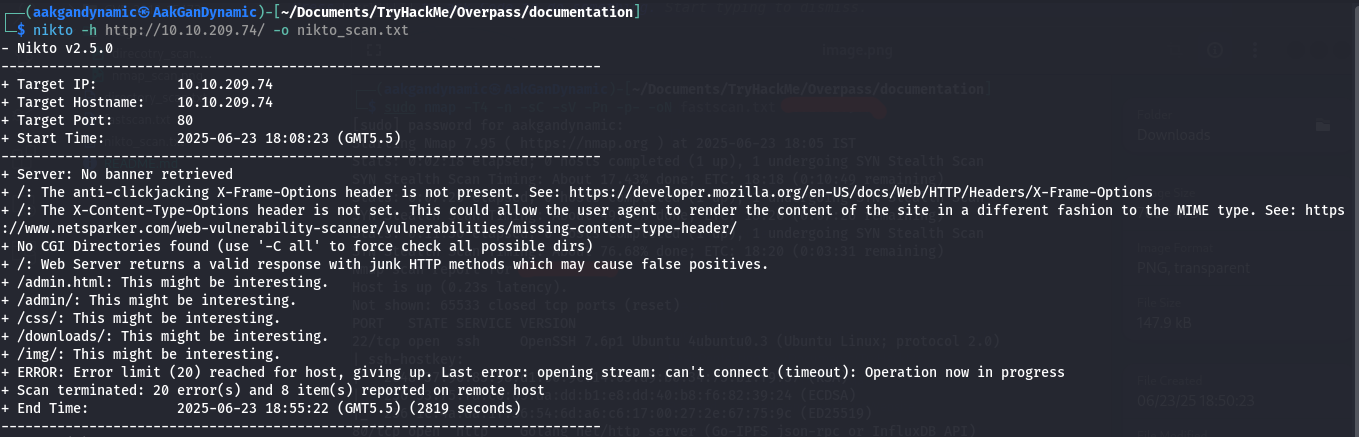 (aakgandynamic㉿AakGanDynamic)-[~/Documents/TryHackMe/Overpass/documentation]
$ nikto -h http://10.10.209.74/ -o nikto_scan.txt
- Nikto v2.5.0
---------------------------------------------------------------------------
+ Target IP:          10.10.209.74
+ Target Hostname:    10.10.209.74
+ Target Port:        80
+ Start Time:         2025-06-23 18:08:23 (GMT5.5)
---------------------------------------------------------------------------
+ Server: No banner retrieved
+ /: The anti-clickjacking X-Frame-Options header is not present. See: https://developer.mozilla.org/en-US/docs/Web/HTTP/Headers/X-Frame-Options
+ /: The X-Content-Type-Options header is not set. This could allow the user agent to render the content of the site in a different fashion to the MIME type. See: https
://www.netsparker.com/web-vulnerability-scanner/vulnerabilities/missing-content-type-header/
+ No CGI Directories found (use '-C all' to force check all possible dirs)
+ /: Web Server returns a valid response with junk HTTP methods which may cause false positives.
+ /admin.html: This might be interesting.
+ /admin/: This might be interesting.
+ /css/: This might be interesting.
+ /downloads/: This might be interesting.
+ /img/: This might be interesting.
+ ERROR: Error limit (20) reached for host, giving up. Last error: opening stream: can't connect (timeout): Operation now in progress
+ Scan terminated: 20 error(s) and 8 item(s) reported on remote host
+ End Time:           2025-06-23 18:55:22 (GMT5.5) (2819 seconds)
---------------------------------------------------------------------------